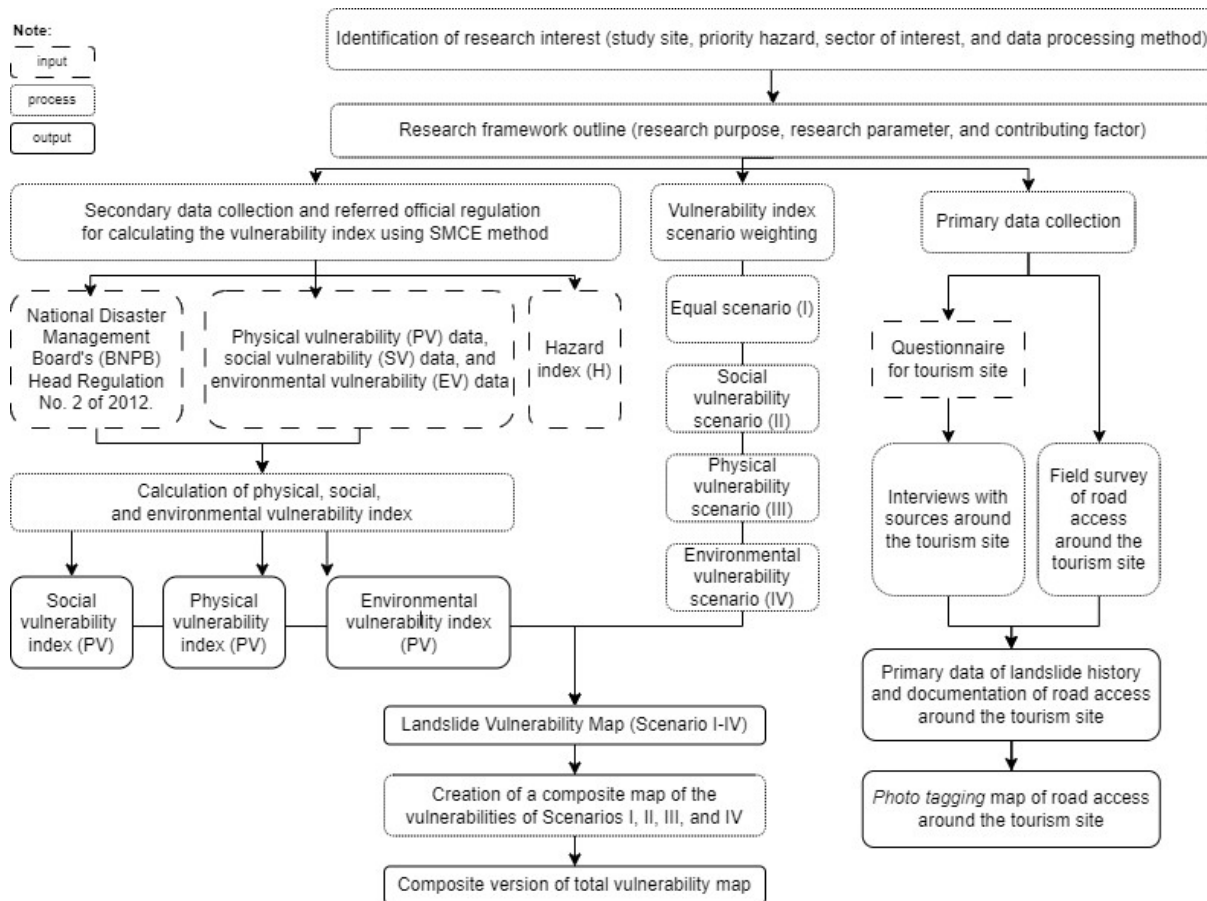 Note:
input
process
output
Identification of research interest (study site, priority hazard, sector of interest, and data processing method)
Research framework outline (research purpose, research parameter, and contributing factor)
Secondary data collection and referred official regulation
for calculating the vulnerability index using SMCE method
Vulnerability index
scenario weighting
Primary data collection
National Disaster
Management
Board's (BNPB)
Head Regulation
No. 2 of 2012.
Physical vulnerability (PV) data,
social vulnerability (SV) data, and
environmental vulnerability (EV) data
Hazard
index (H)
Equal scenario (I)
Social
vulnerability
scenario (II)
Physical
vulnerability
scenario (III)
Environmental
vulnerability
scenario (IV)
Questionnaire
for tourism site
Interviews with
sources around
the tourism site
Field survey
of road
access
around the
tourism site
Calculation of physical, social,
and environmental vulnerability index
Social
vulnerability
index (PV)
Physical
vulnerability
index (PV)
Environmental
vulnerability index
(PV)
Primary data of landslide history
and documentation of road access
around the tourism site
Landslide Vulnerability Map (Scenario I-IV)
Creation of a composite map of the
vulnerabilities of Scenarios I, II, III, and IV
Photo tagging map of road access
around the tourism site
Composite version of total vulnerability map